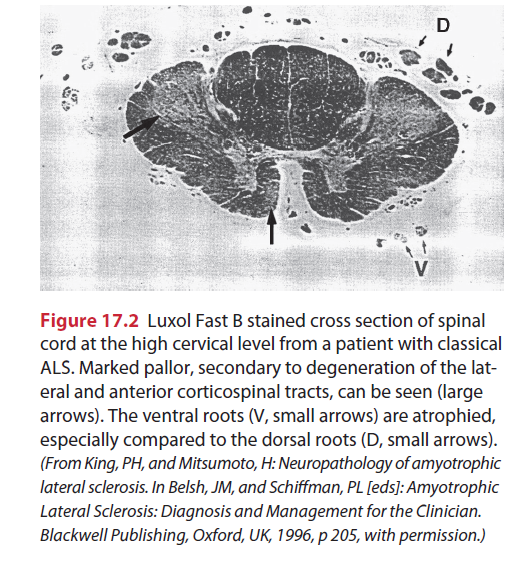 D
V
Figure 17.2 Luxol Fast B stained cross section of spinal
cord at the high cervical level from a patient with classical
ALS. Marked pallor, secondary to degeneration of the lat-
eral and anterior corticospinal tracts, can be seen (large
arrows). The ventral roots (V, small arrows) are atrophied,
especially compared to the dorsal roots (D, small arrows).
(From King, PH, and Mitsumoto, H: Neuropathology of amyotrophic
lateral sclerosis. In Belsh, JM, and Schiffman, PL [eds]: Amyotrophic
Lateral Sclerosis: Diagnosis and Management for the Clinician.
Blackwell Publishing, Oxford, UK, 1996, p 205, with permission.)